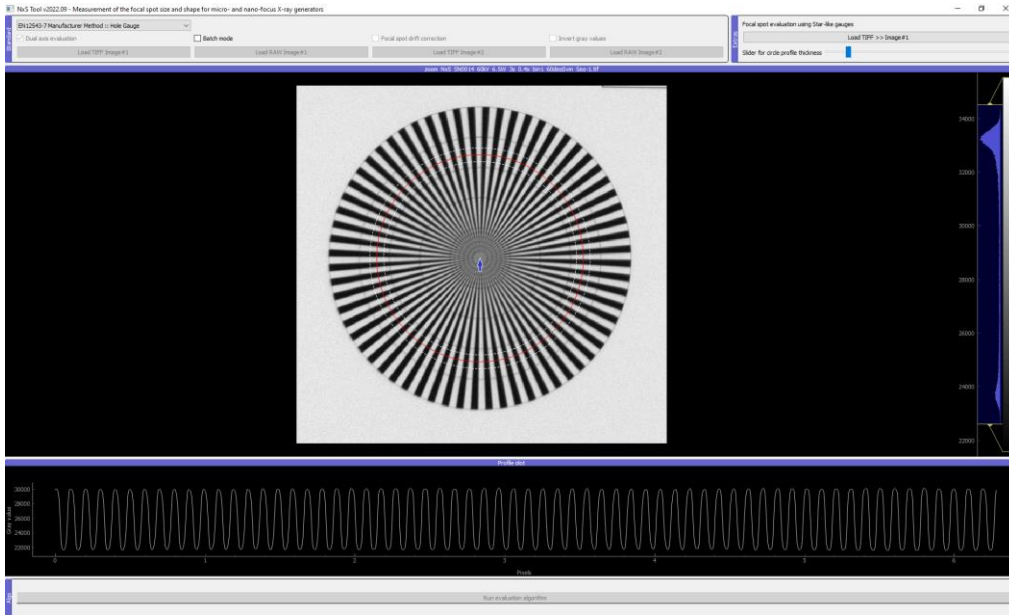 NxS Tool v2022.09 - Measurement of the focal spot size and shape for micro- and nano-focus X-ray generators
Standard
EN12543-7 Manufacturer Method :: Hole Gauge
Dual axis evaluation
Batch mode
Focal spot drift correction
Invert gray values
Load TIFF Image#1
Load RAW Image#1
Load TIFF Image#2
Load RAW Image#2
Extras
Focal spot evaluation using Star-like gauges
Load TIFF >> Image#1
Slider for circle profile thickness
34000
32000
30000
28000
26000
24000
22000
Profile plot
Gray value
30000
28000
26000
24000
22000
0 1 2 3 4 5 6
Pixels
Algo
Run evaluation algorithm